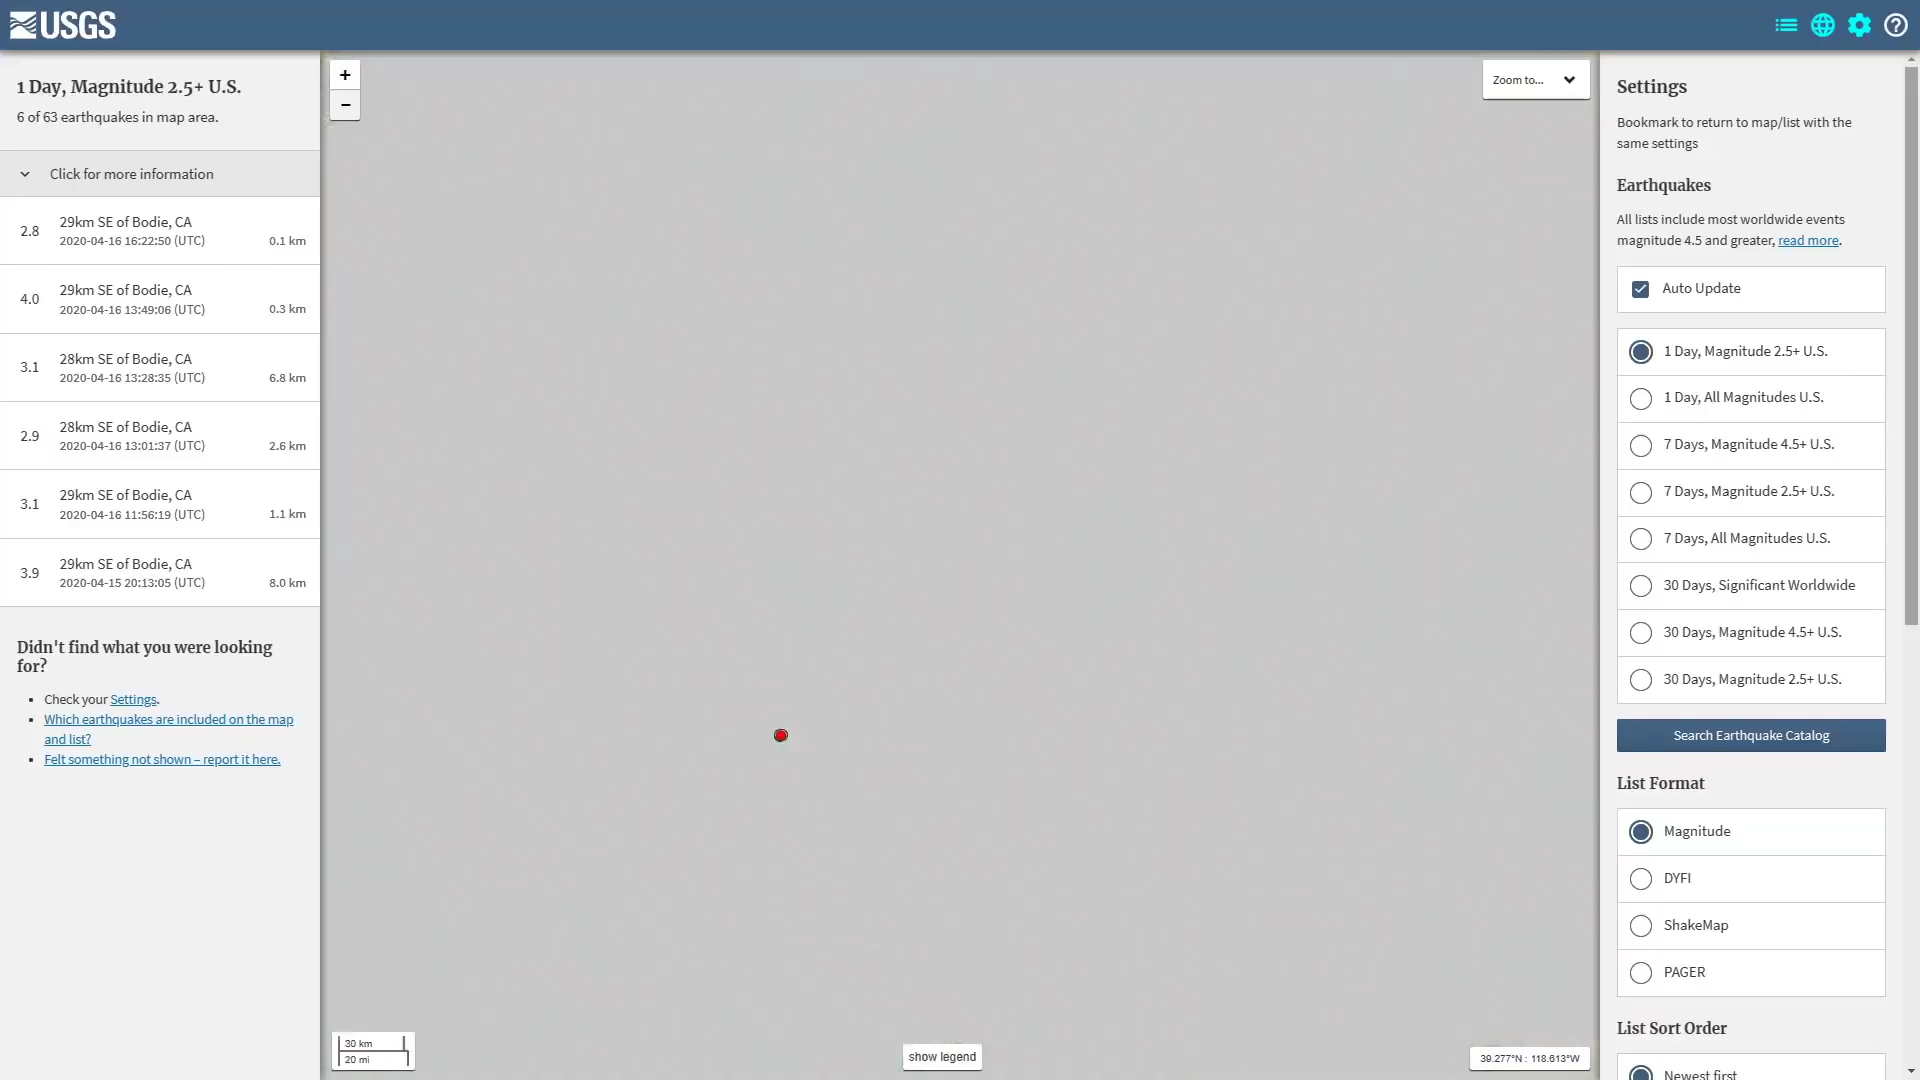 USGS
1 Day, Magnitude 2.5+ U.S.
6 of 63 earthquakes in map area.
Click for more information
2.8
29km SE of Bodie, CA
2020-04-16 16:22:50 (UTC)
0.1 km
4.0
29km SE of Bodie, CA
2020-04-16 13:49:06 (UTC)
0.3 km
3.1
28km SE of Bodie, CA
2020-04-16 13:28:35 (UTC)
6.8 km
2.9
28km SE of Bodie, CA
2020-04-16 13:01:37 (UTC)
2.6 km
3.1
29km SE of Bodie, CA
2020-04-16 11:56:19 (UTC)
1.1 km
3.9
29km SE of Bodie, CA
2020-04-15 20:13:05 (UTC)
8.0 km
Didn't find what you were looking
for?
Check your Settings.
Which earthquakes are included on the map
and list?
Felt something not shown – report it here.
+
−
Zoom to...
30 km
20 mi
show legend
39.277°N : 118.613°W
Settings
Bookmark to return to map/list with the
same settings
Earthquakes
All lists include most worldwide events
magnitude 4.5 and greater, read more.
Auto Update
1 Day, Magnitude 2.5+ U.S.
1 Day, All Magnitudes U.S.
7 Days, Magnitude 4.5+ U.S.
7 Days, Magnitude 2.5+ U.S.
7 Days, All Magnitudes U.S.
30 Days, Significant Worldwide
30 Days, Magnitude 4.5+ U.S.
30 Days, Magnitude 2.5+ U.S.
Search Earthquake Catalog
List Format
Magnitude
DYFI
ShakeMap
PAGER
List Sort Order
Newest first